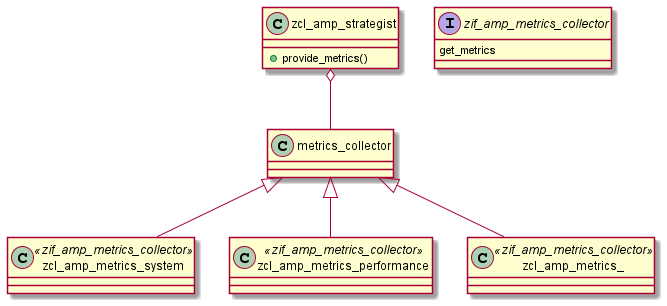 C zcl_amp_strategist
provide_metrics()
I zif_amp_metrics_collector
get_metrics
C metrics_collector
C «zif_amp_metrics_collector»
zcl_amp_metrics_system
C «zif_amp_metrics_collector»
zcl_amp_metrics_performance
C «zif_amp_metrics_collector»
zcl_amp_metrics_